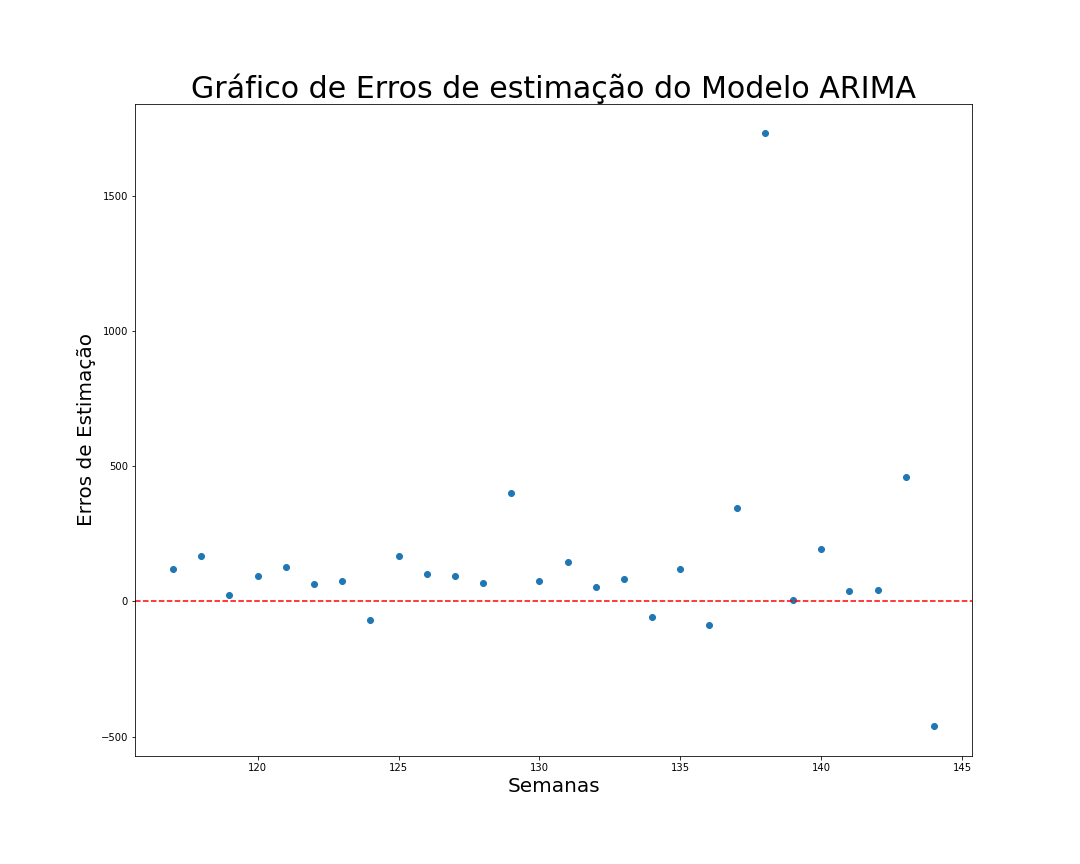 Gráfico de Erros de estimação do Modelo ARIMA
Erros de Estimação
1500
1000
500
0
−500
120 125 130 135 140 145
Semanas